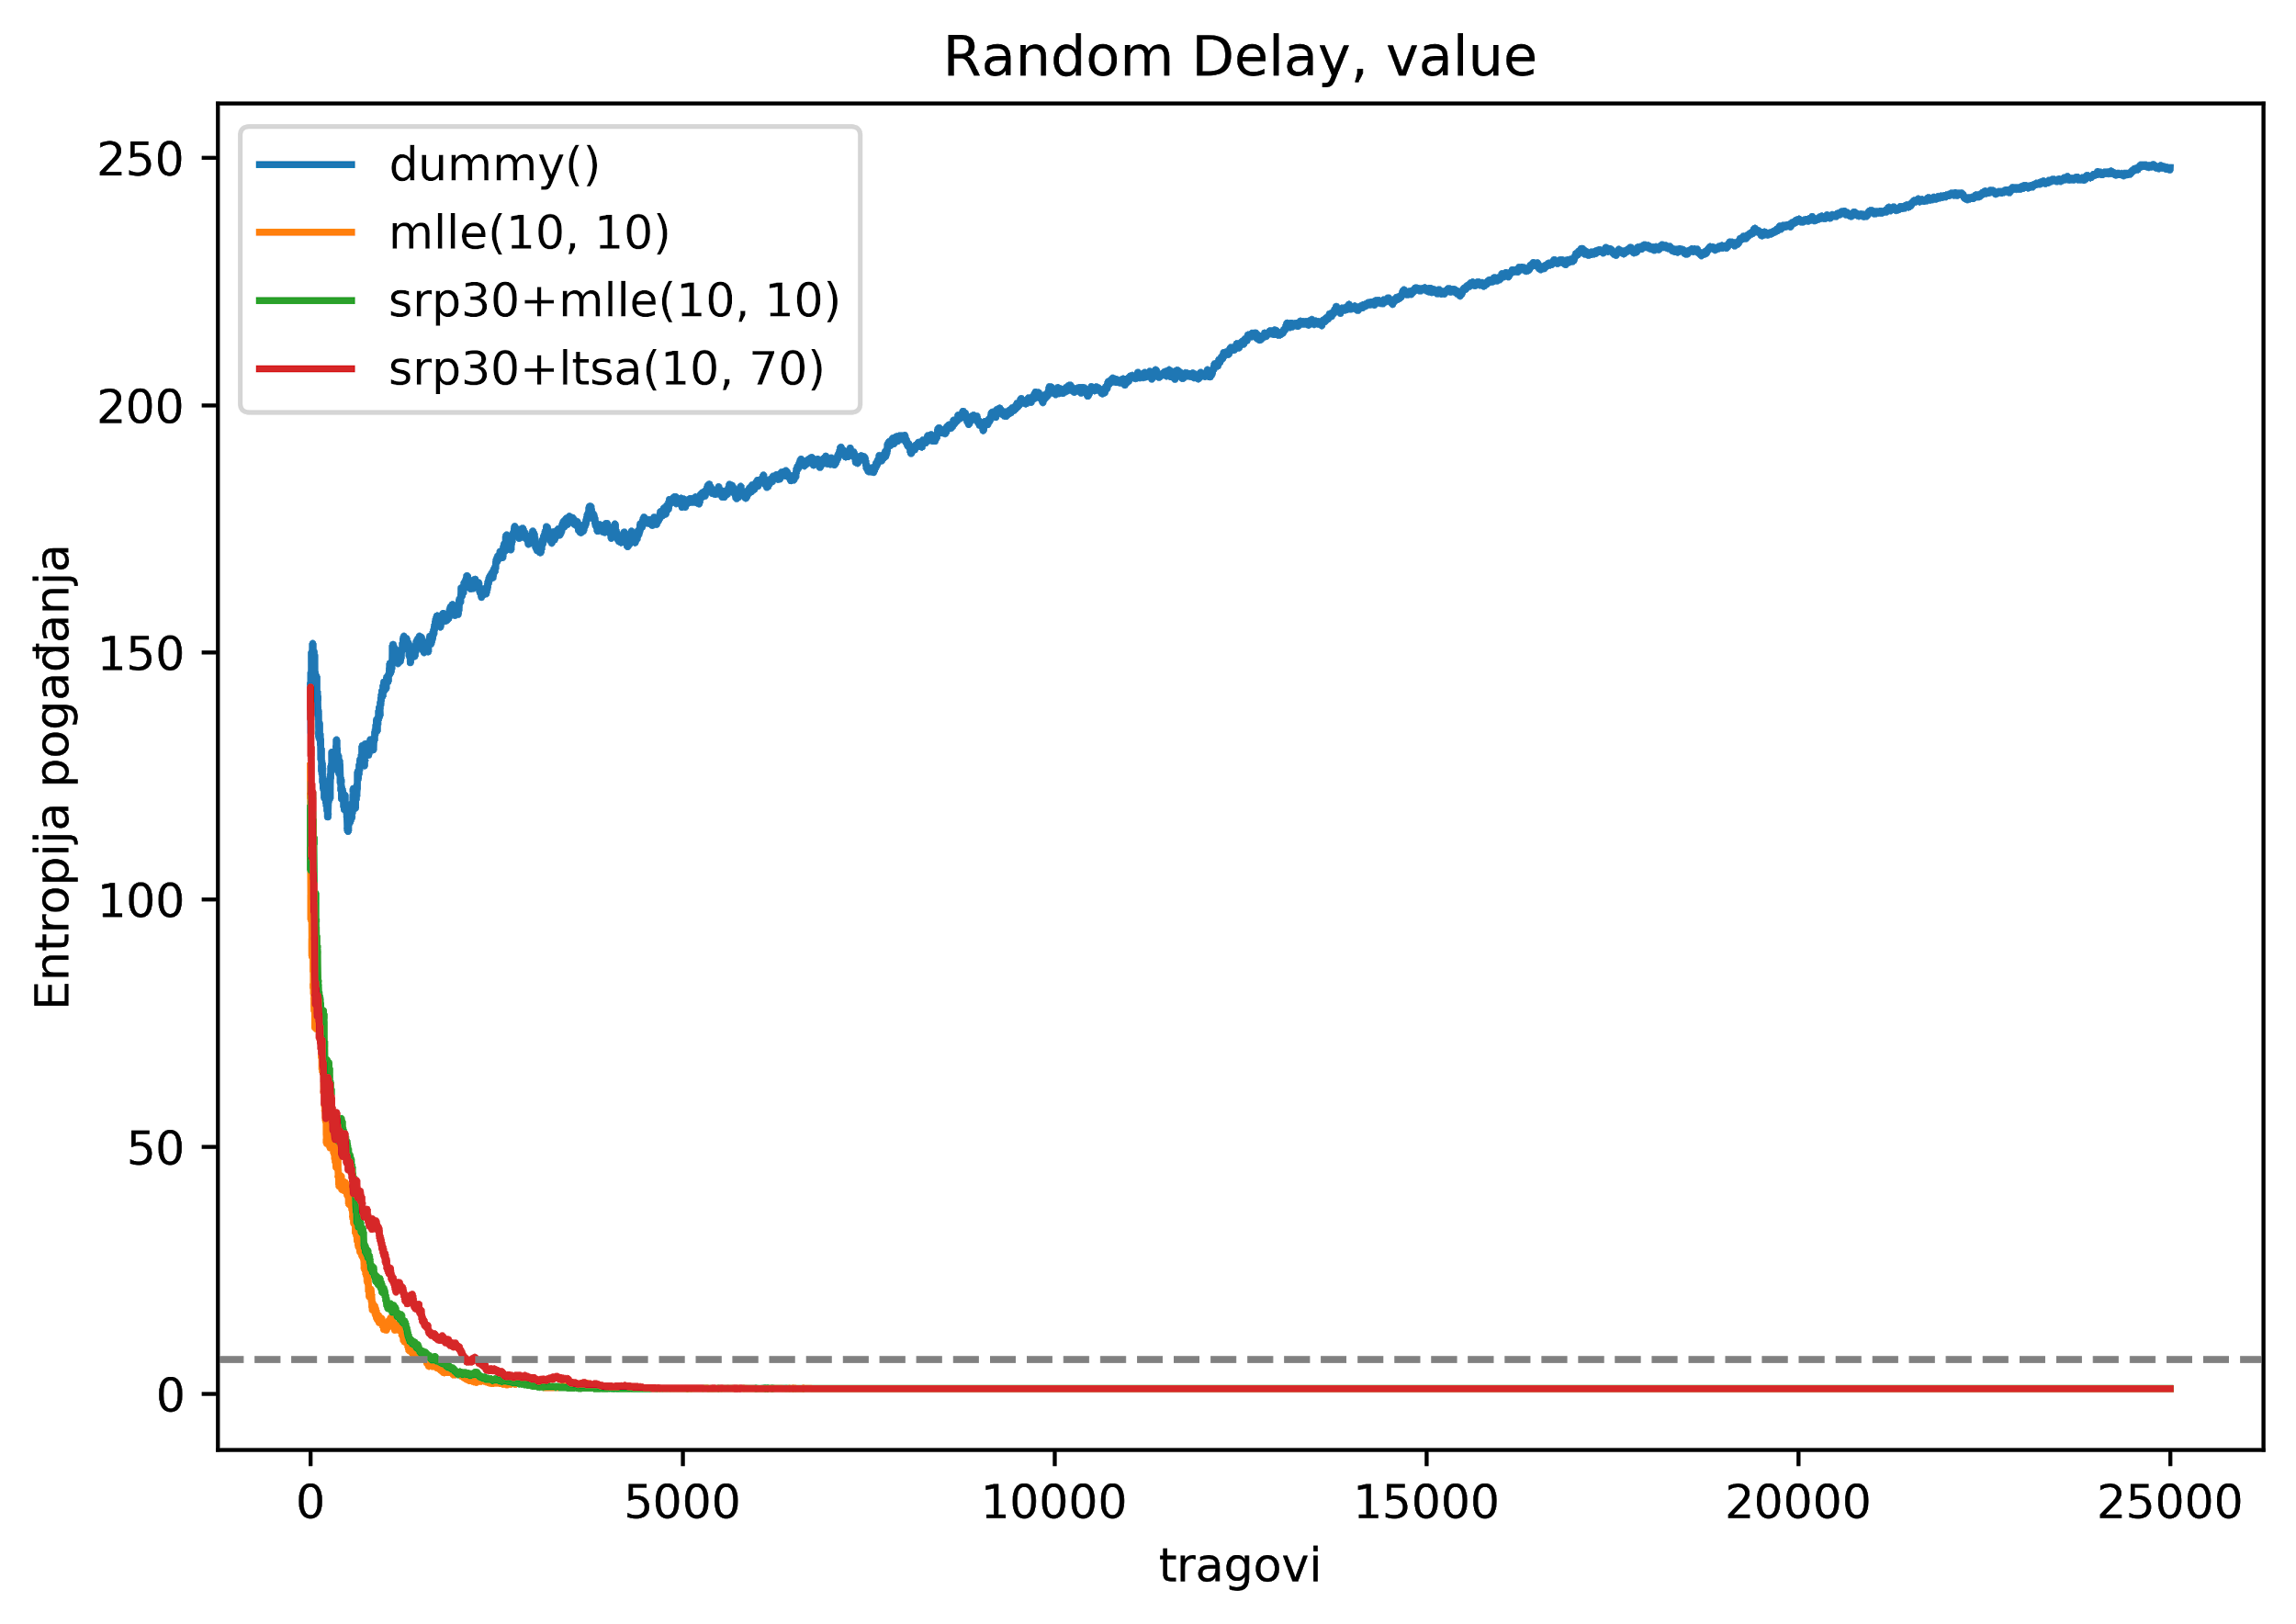 Random Delay, value
dummy()
mlle(10, 10)
srp30+mlle(10, 10)
srp30+ltsa(10, 70)
Entropija pogađanja
250
200
150
100
50
0
0
5000
10000
15000
20000
25000
tragovi